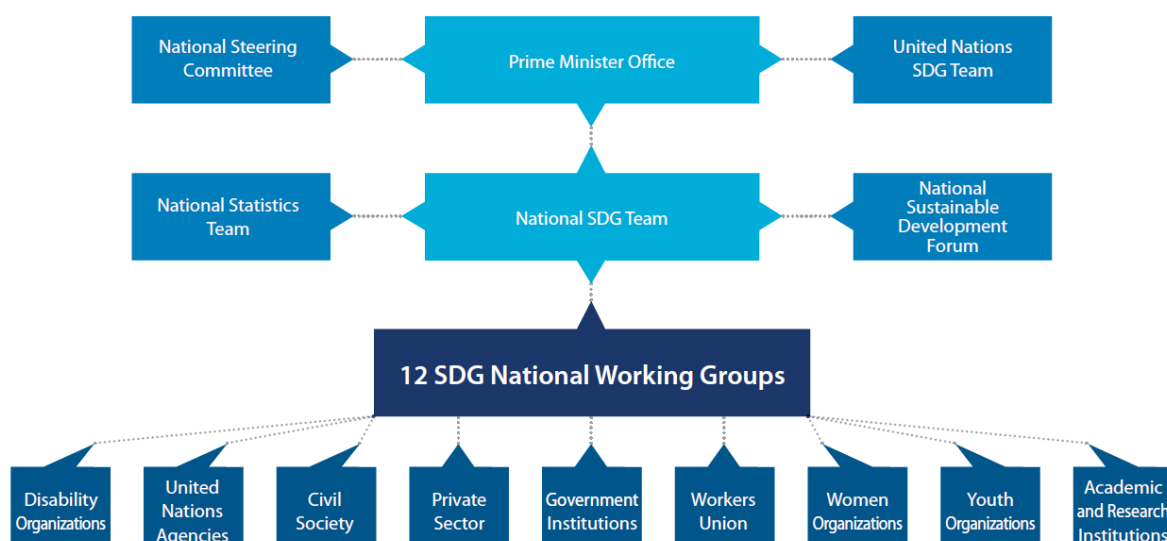 National Steering
Committee
Prime Minister Office
United Nations
SDG Team
National Statistics
Team
National SDG Team
National
Sustainable
Development
Forum
12 SDG National Working Groups
Disability
Organizations
United
Nations
Agencies
Civil
Society
Private
Sector
Government
Institutions
Workers
Union
Women
Organizations
Youth
Organizations
Academic
and Research
Institutions